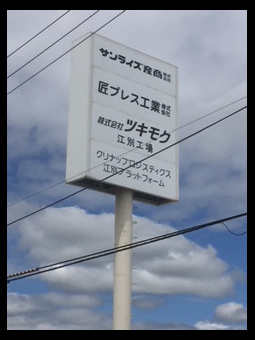 サンライズ産商株式会社
匠プレス工業株式会社
株式会社ツキモク
江別工場
クリナップロジスティクス
江別プラットフォーム